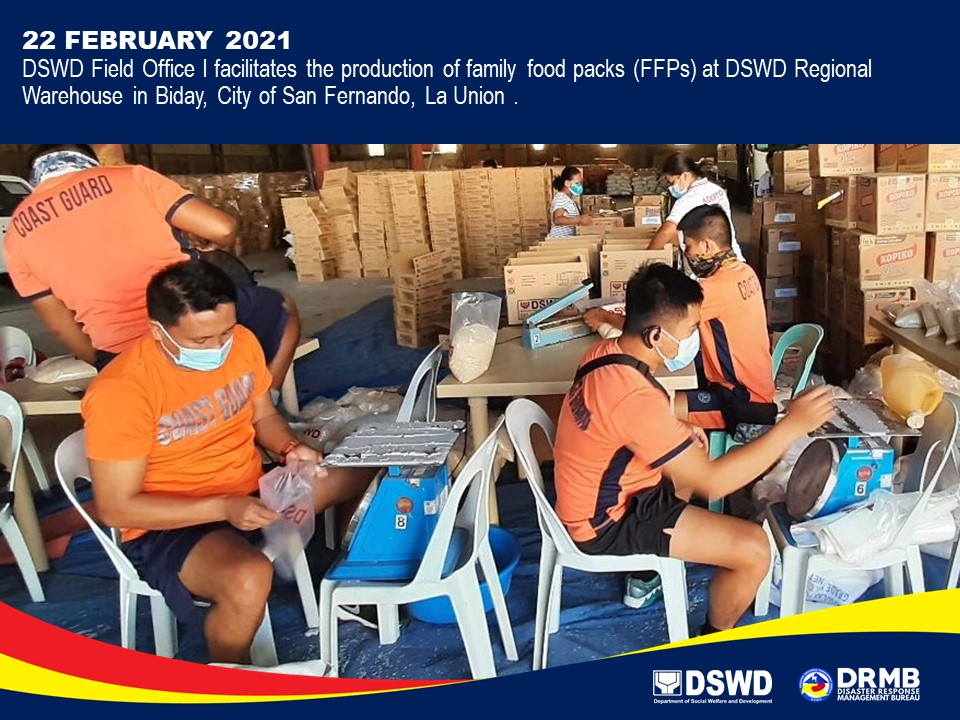 22 FEBRUARY 2021
DSWD Field Office I facilitates the production of family food packs (FFPs) at DSWD Regional
Warehouse in Biday, City of San Fernando, La Union .
COAST GUARD
KOPIKO
KOPIKO
KOPIKO
DSWD
2
COAST GUARD
8
6
DSWD
Department of Social Welfare and Development
DRMB
DISASTER RESPONSE
MANAGEMENT BUREAU